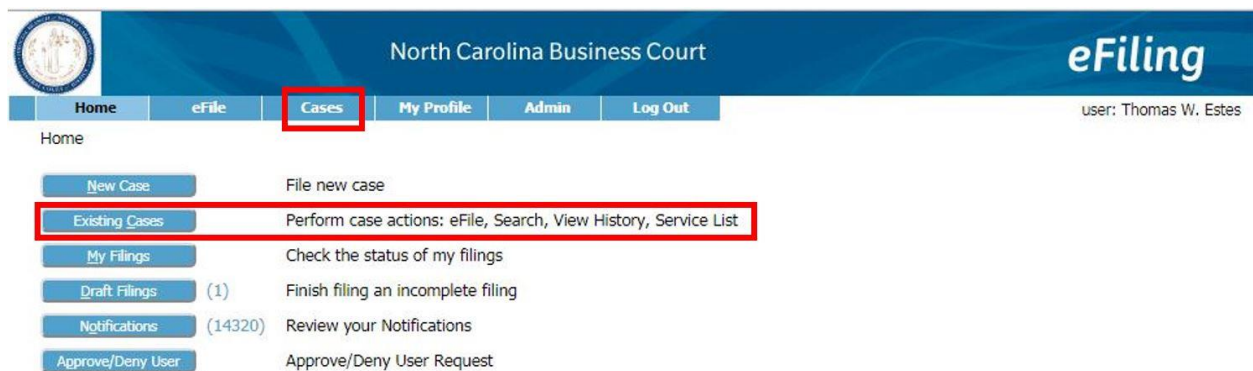 North Carolina Business Court
eFiling
Home eFile Cases My Profile Admin Log Out
user: Thomas W. Estes
Home
New Case File new case
Existing Cases Perform case actions: eFile, Search, View History, Service List
My Filings Check the status of my filings
Draft Filings (1) Finish filing an incomplete filing
Notifications (14320) Review your Notifications
Approve/Deny User Approve/Deny User Request